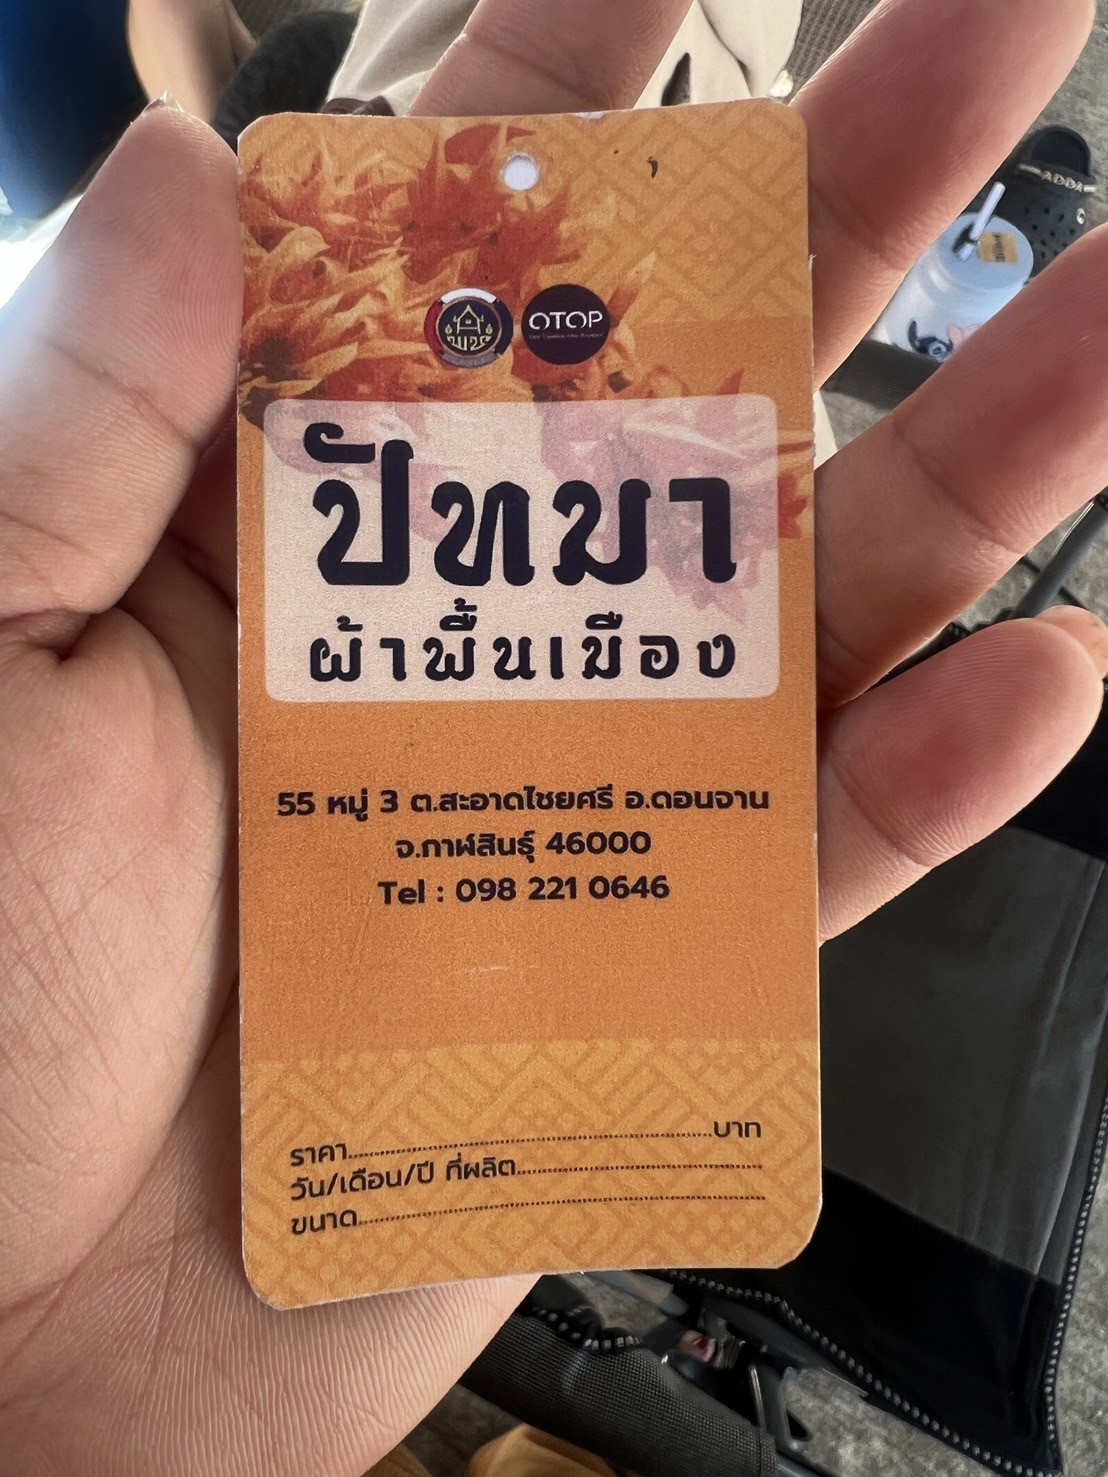 OTOP
ปัทมา
ผ้าพื้นเมือง
55 หมู่ 3 ต.สะอาดไชยศรี อ.ดอนจาน
จ.กาฬสินธุ์ 46000
Tel : 098 221 0646
ราคา..........................................................บาท
วัน/เดือน/ปี ที่ผลิต........................................
ขนาด................................................................
ADDA